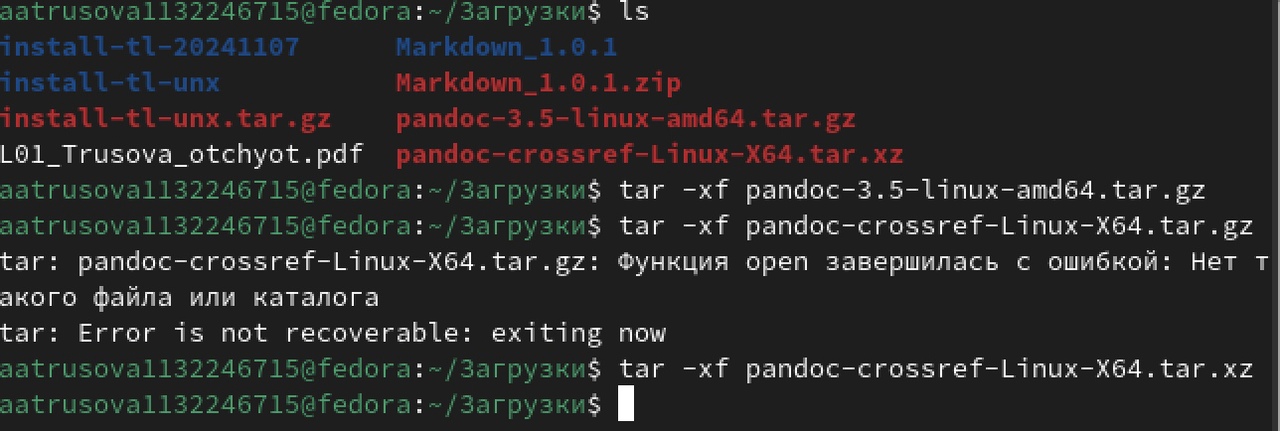 aatrusova1132246715@fedora:~/Загрузки$ ls
install-tl-20241107 Markdown_1.0.1
install-tl-unx Markdown_1.0.1.zip
install-tl-unx.tar.gz pandoc-3.5-linux-amd64.tar.gz
L01_Trusova_otchyot.pdf pandoc-crossref-Linux-X64.tar.xz
aatrusova1132246715@fedora:~/Загрузки$ tar -xf pandoc-3.5-linux-amd64.tar.gz
aatrusova1132246715@fedora:~/Загрузки$ tar -xf pandoc-crossref-Linux-X64.tar.gz
tar: pandoc-crossref-Linux-X64.tar.gz: Функция open завершилась с ошибкой: Нет т
акого файла или каталога
tar: Error is not recoverable: exiting now
aatrusova1132246715@fedora:~/Загрузки$ tar -xf pandoc-crossref-Linux-X64.tar.xz
aatrusova1132246715@fedora:~/Загрузки$